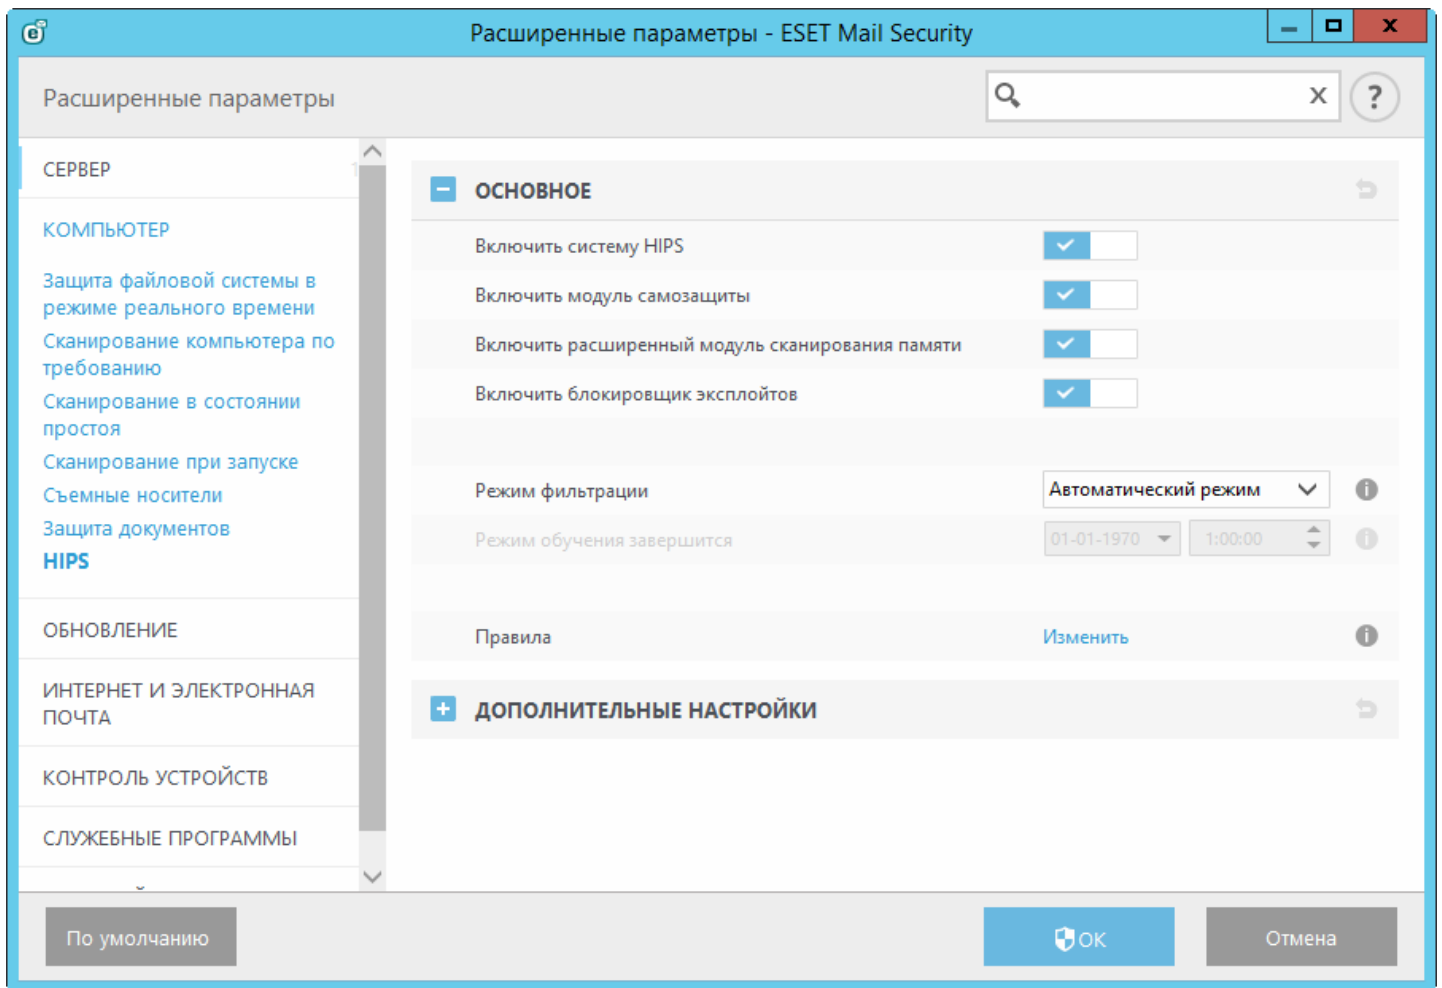 Расширенные параметры - ESET Mail Security
Расширенные параметры
СЕРВЕР
КОМПЬЮТЕР
Защита файловой системы в
режиме реального времени
Сканирование компьютера по
требованию
Сканирование в состоянии
простоя
Сканирование при запуске
Съемные носители
Защита документов
HIPS
ОБНОВЛЕНИЕ
ИНТЕРНЕТ И ЭЛЕКТРОННАЯ
ПОЧТА
КОНТРОЛЬ УСТРОЙСТВ
СЛУЖЕБНЫЕ ПРОГРАММЫ
ОСНОВНОЕ
Включить систему HIPS
Включить модуль самозащиты
Включить расширенный модуль сканирования памяти
Включить блокировщик эксплойтов
Режим фильтрации Автоматический режим
Режим обучения завершится 01-01-1970 1:00:00
Правила Изменить
ДОПОЛНИТЕЛЬНЫЕ НАСТРОЙКИ
По умолчанию OK Отмена